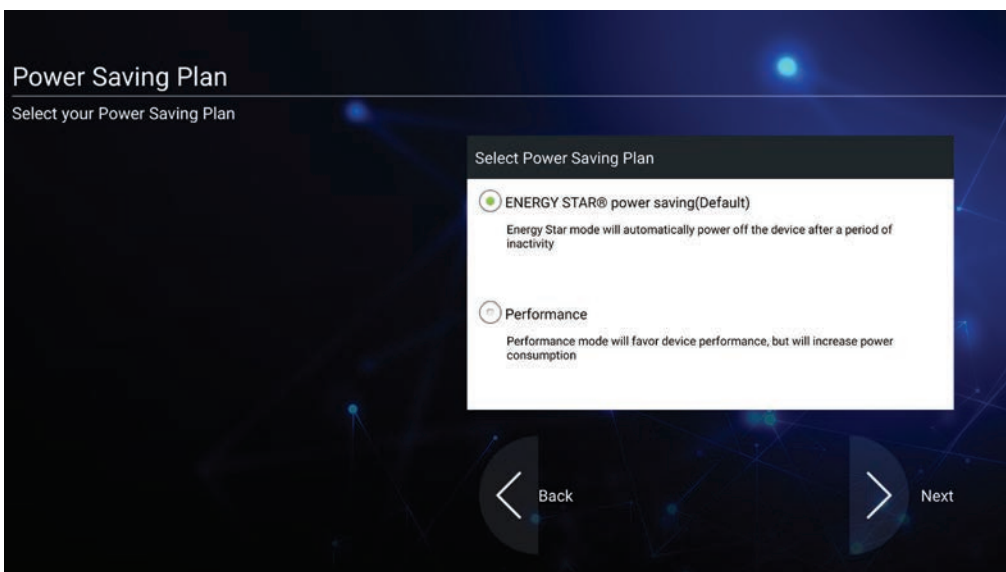 Power Saving Plan
Select your Power Saving Plan
Select Power Saving Plan
ENERGY STAR® power saving(Default)
Energy Star mode will automatically power off the device after a period of
inactivity
Performance
Performance mode will favor device performance, but will increase power
consumption
Back
Next